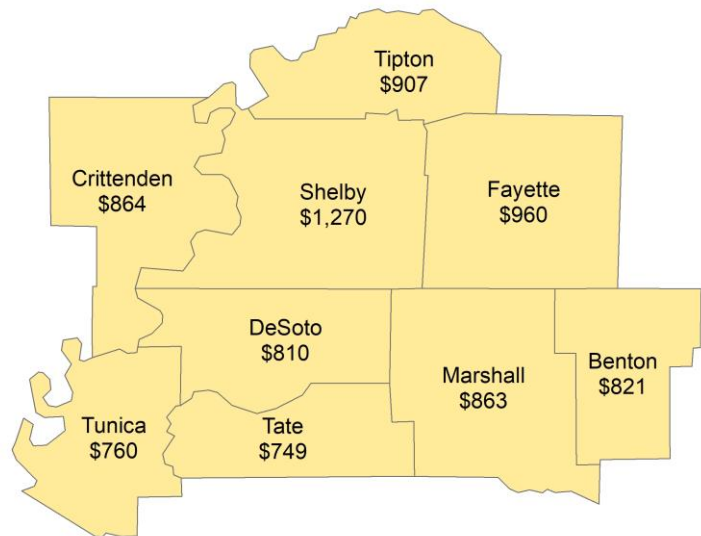 Tipton
$907
Crittenden
$864
Shelby
$1,270
Fayette
$960
DeSoto
$810
Marshall
$863
Benton
$821
Tunica
$760
Tate
$749